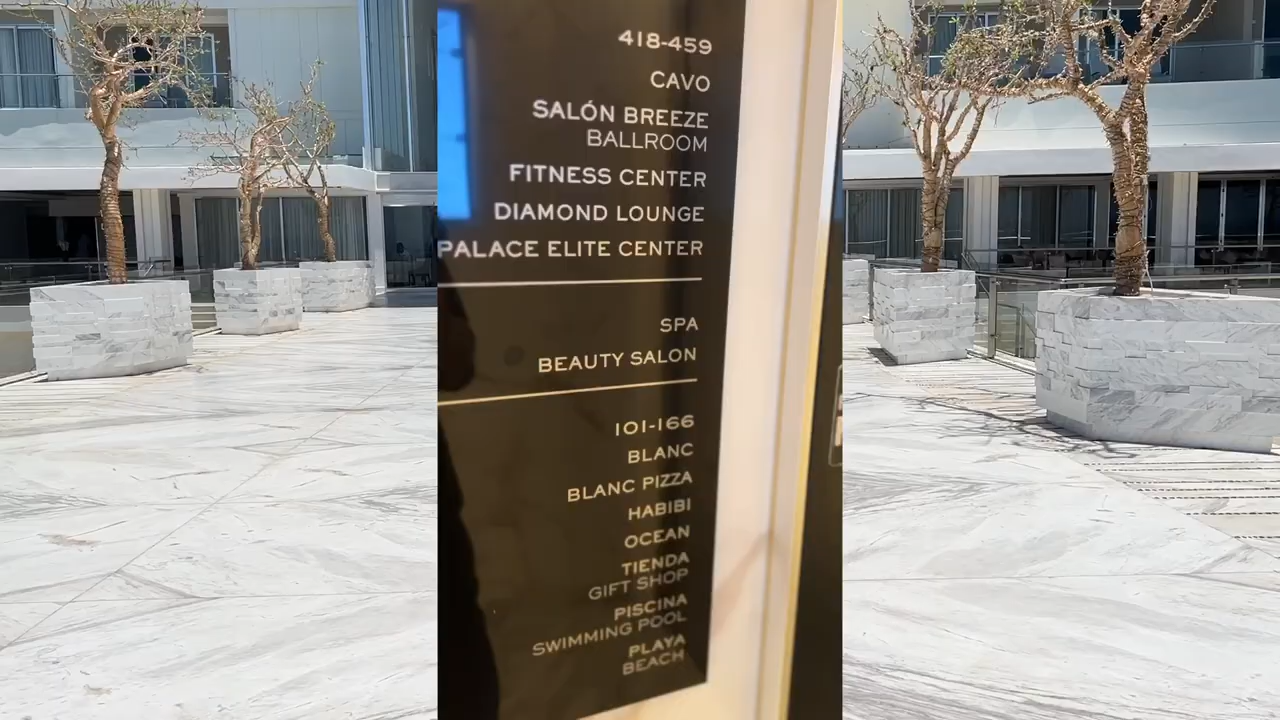 418-459
CAVO
SALÓN BREEZE
BALLROOM
FITNESS CENTER
DIAMOND LOUNGE
PALACE ELITE CENTER
SPA
BEAUTY SALON
101-166
BLANC
BLANC PIZZA
HABIBI
OCEAN
TIENDA
GIFT SHOP
PISCINA
SWIMMING POOL
PLAYA
BEACH